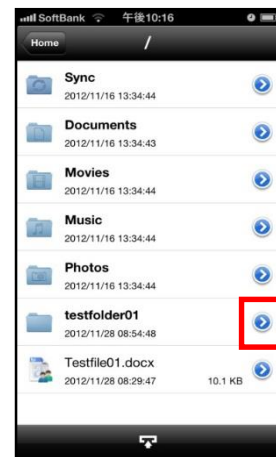 SoftBank 午後10:16
Home /
Sync
2012/11/16 13:34:44
Documents
2012/11/16 13:34:43
Movies
2012/11/16 13:34:44
Music
2012/11/16 13:34:44
Photos
2012/11/16 13:34:44
testfolder01
2012/11/28 08:54:48
Testfile01.docx
2012/11/28 08:29:47 10.1 KB